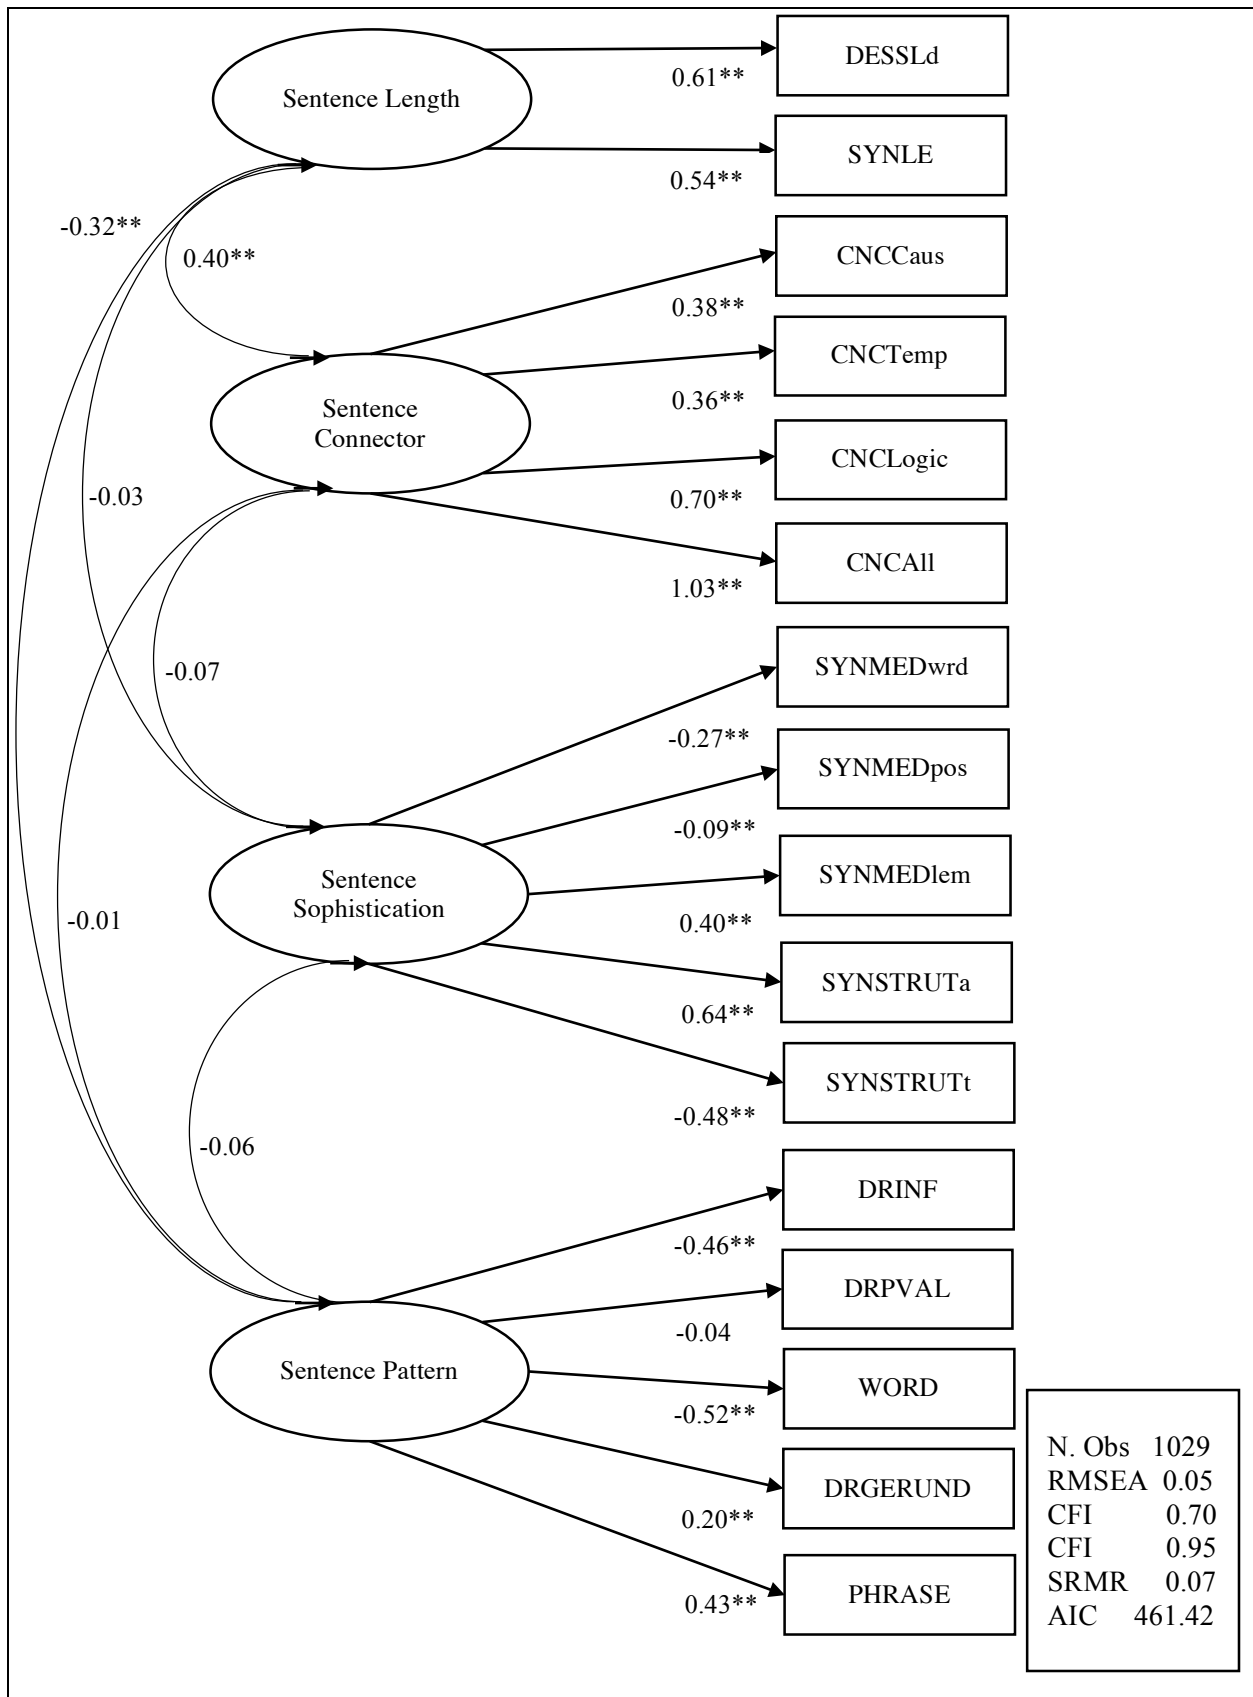 DESSLd
Sentence Length
0.61**
SYNLE
0.54**
-0.32**
0.40**
CNCCaus
0.38**
CNCTemp
0.36**
Sentence
Connector
CNCLogic
0.70**
-0.03
CNCAll
1.03**
-0.07
SYNMEDwrd
-0.27**
SYNMEDpos
-0.09**
SYNMEDlem
Sentence
Sophistication
0.40**
-0.01
SYNSTRUTa
0.64**
SYNSTRUTt
-0.48**
-0.06
DRINF
-0.46**
DRPVAL
-0.04
Sentence Pattern
WORD
-0.52**
DRGERUND
0.20**
PHRASE
0.43**
N. Obs 1029
RMSEA 0.05
CFI 0.70
CFI 0.95
SRMR 0.07
AIC 461.42